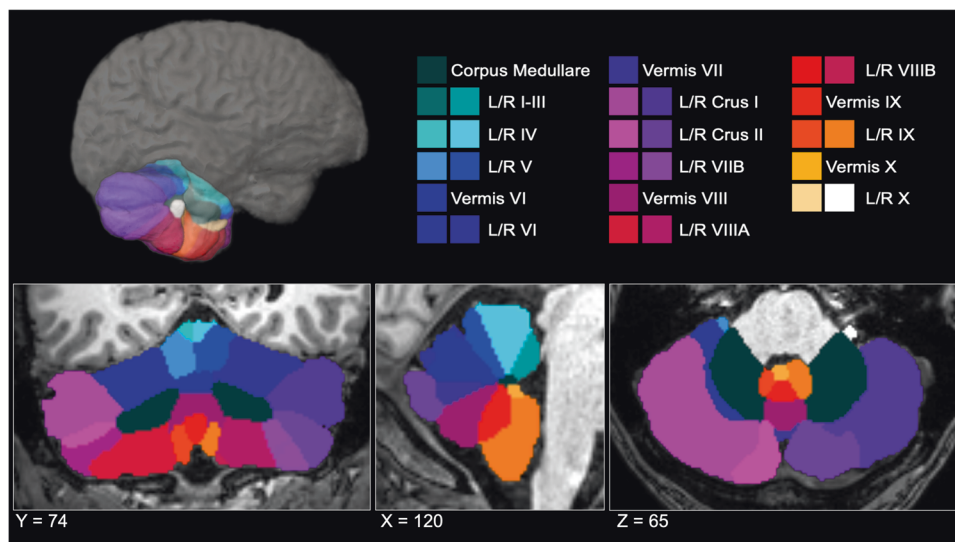 Corpus Medullare
L/R I-III
L/R IV
L/R V
Vermis VI
L/R VI
Vermis VII
L/R Crus I
L/R Crus II
L/R VIIB
Vermis VIII
L/R VIIIA
L/R VIIIB
Vermis IX
L/R IX
Vermis X
L/R X
Y = 74
X = 120
Z = 65